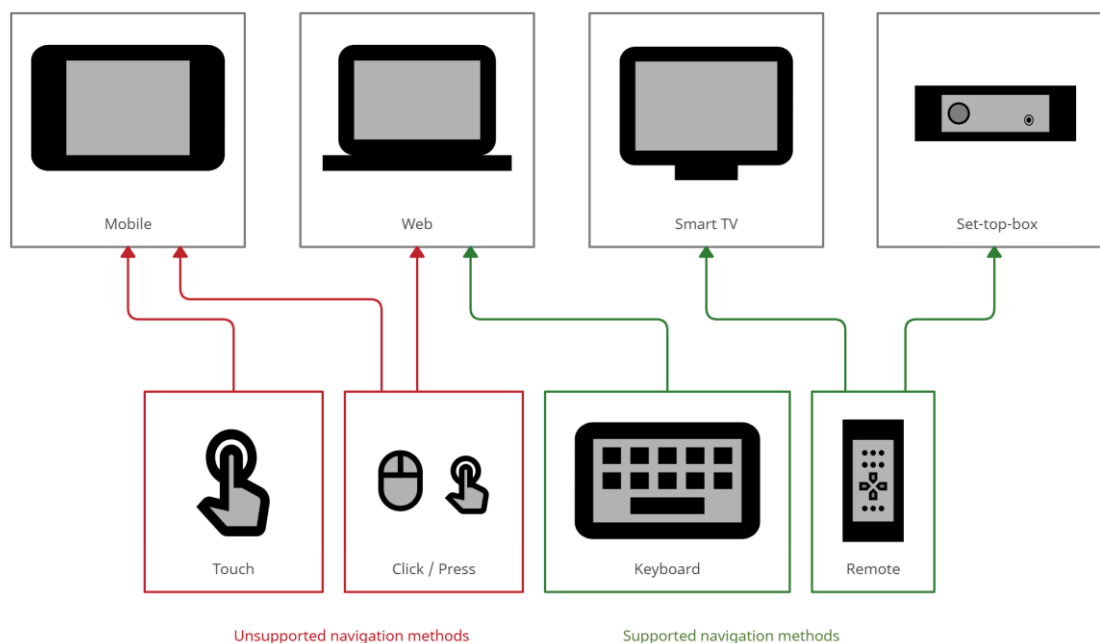 Mobile
Web
Smart TV
Set-top-box
Touch
Click / Press
Keyboard
Remote
Unsupported navigation methods
Supported navigation methods